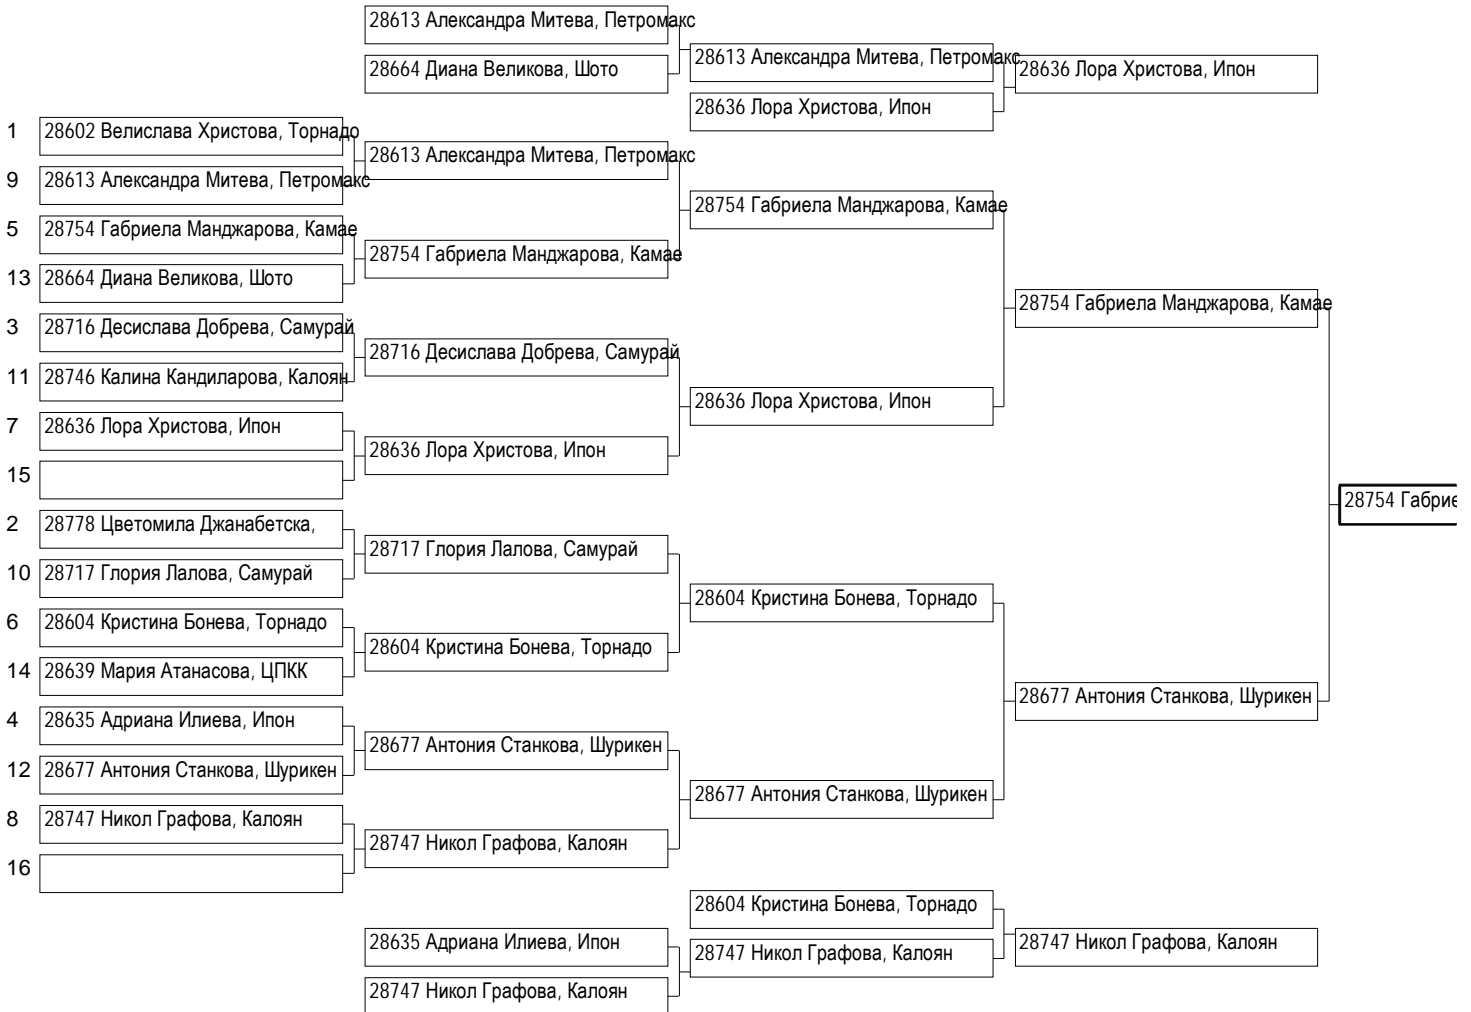 28613 Александра Митева, Петромакс
28664 Диана Великова, Шото
28613 Александра Митева, Петромакс
28636 Лора Христова, Ипон
28636 Лора Христова, Ипон
1 28602 Велислава Христова, Торнадо
9 28613 Александра Митева, Петромакс
5 28754 Габриела Манджарова, Камае
13 28664 Диана Великова, Шото
3 28716 Десислава Добрева, Самурай
11 28746 Калина Кандиларова, Калоян
7 28636 Лора Христова, Ипон
15
2 28778 Цветомила Джанабетска,
10 28717 Глория Лалова, Самурай
6 28604 Кристина Бонева, Торнадо
14 28639 Мария Атанасова, ЦПКК
4 28635 Адриана Илиева, Ипон
12 28677 Антония Станкова, Шурикен
8 28747 Никол Графова, Калоян
16
28613 Александра Митева, Петромакс
28754 Габриела Манджарова, Камае
28716 Десислава Добрева, Самурай
28636 Лора Христова, Ипон
28717 Глория Лалова, Самурай
28604 Кристина Бонева, Торнадо
28677 Антония Станкова, Шурикен
28747 Никол Графова, Калоян
28754 Габриела Манджарова, Камае
28636 Лора Христова, Ипон
28604 Кристина Бонева, Торнадо
28677 Антония Станкова, Шурикен
28754 Габриела Манджарова, Камае
28677 Антония Станкова, Шурикен
28754 Габрие
28635 Адриана Илиева, Ипон
28747 Никол Графова, Калоян
28604 Кристина Бонева, Торнадо
28747 Никол Графова, Калоян
28747 Никол Графова, Калоян